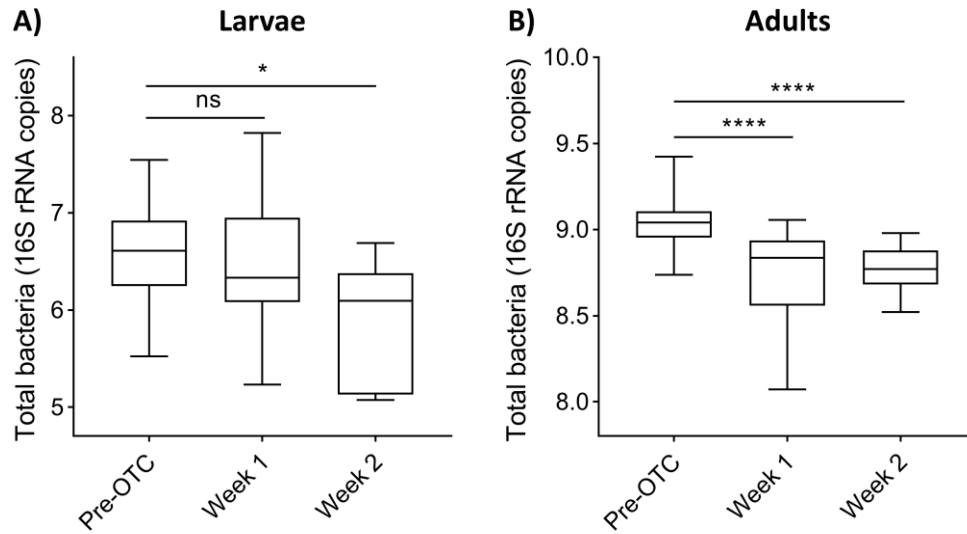 A)
Larvae
Total bacteria (16S rRNA copies)
8
7
6
5
*
ns
Pre-OTC
Week 1
Week 2
B)
Adults
Total bacteria (16S rRNA copies)
10.0
9.5
9.0
8.5
8.0
****
****
Pre-OTC
Week 1
Week 2